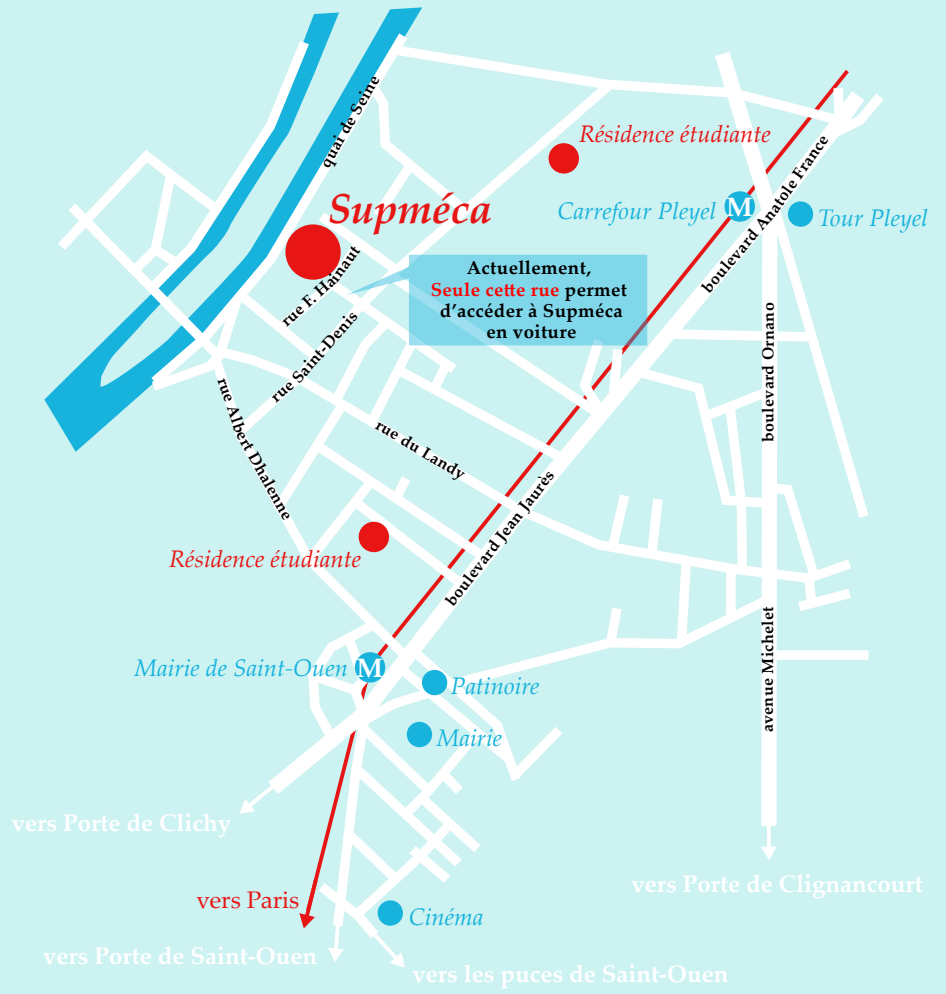 quai de Seine
Résidence étudiante
Supméca
Carrefour Pleyel
M
Tour Pleyel
boulevard Anatole France
rue F. Hainaut
Actuellement,
Seule cette rue permet
d'accéder à Supméca
en voiture
rue Saint-Denis
boulevard Ornano
rue Albert Dhalenne
rue du Landy
boulevard Jean Jaurès
Résidence étudiante
Mairie de Saint-Ouen
M
Patinoire
avenue Michelet
Mairie
vers Porte de Clichy
vers Porte de Clignancourt
vers Paris
Cinéma
vers Porte de Saint-Ouen
vers les puces de Saint-Ouen